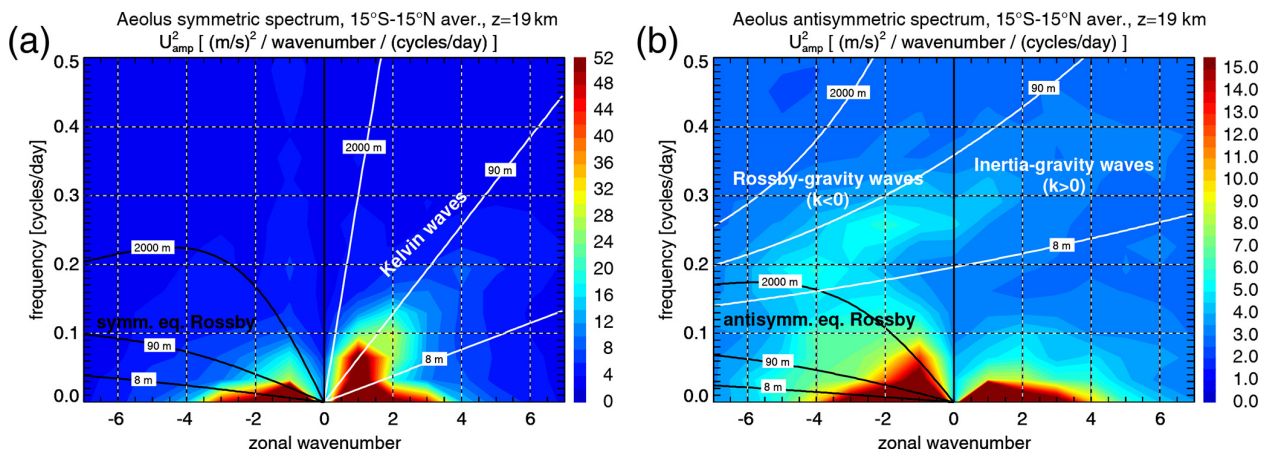 Aeolus symmetric spectrum, 15°S-15°N aver., z=19 km
(a)
U²amp [ (m/s)² / wavenumber / (cycles/day) ]
0.5
0.4
0.3
0.2
0.1
0.0
frequency [cycles/day]
2000 m
90 m
Kelvin waves
2000 m
symm. eq. Rossby
90 m
8 m
8 m
-6 -4 -2 0 2 4 6
zonal wavenumber
52
48
44
40
36
32
28
24
20
16
12
8
4
0
Aeolus antisymmetric spectrum, 15°S-15°N aver., z=19 km
(b)
U²amp [ (m/s)² / wavenumber / (cycles/day) ]
0.5
0.4
0.3
0.2
0.1
0.0
frequency [cycles/day]
2000 m
90 m
Rossby-gravity waves
(k<0)
Inertia-gravity waves
(k>0)
8 m
2000 m
antisymm. eq. Rossby
90 m
8 m
-6 -4 -2 0 2 4 6
zonal wavenumber
15.0
14.0
13.0
12.0
11.0
10.0
9.0
8.0
7.0
6.0
5.0
4.0
3.0
2.0
1.0
0.0